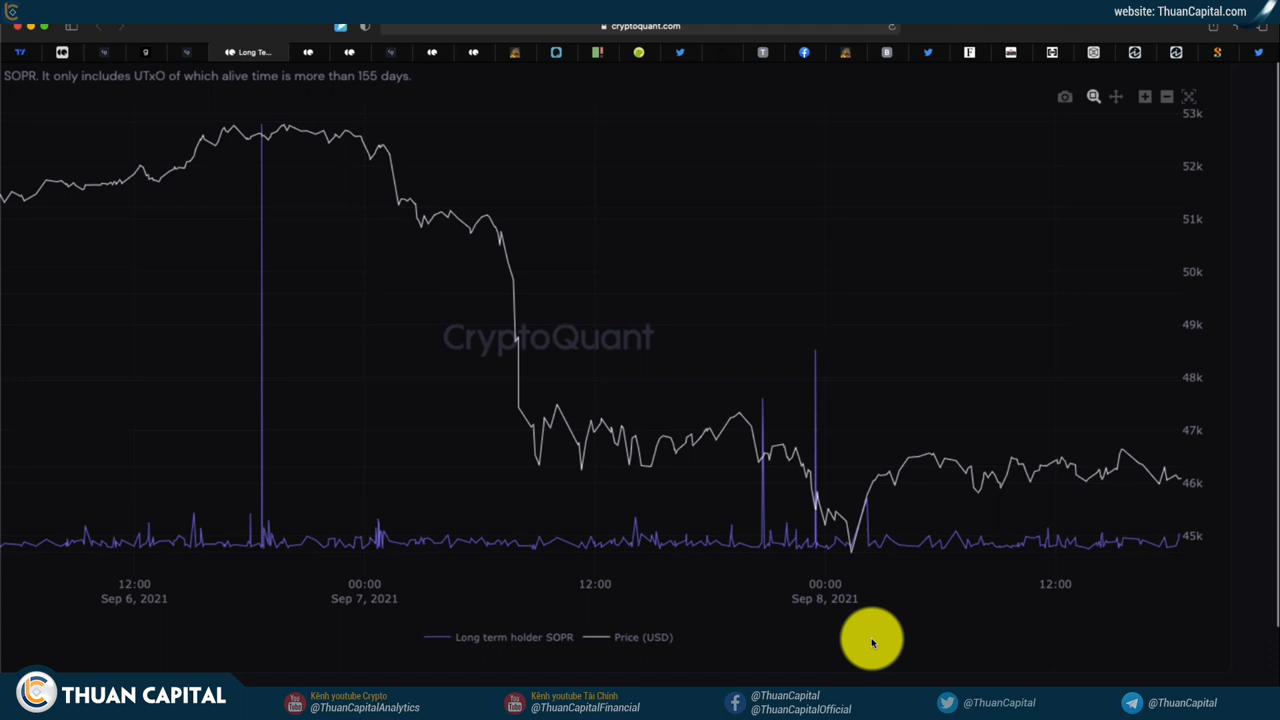 website: ThuanCapital.com
cryptoquant.com
Long Te...
SOPR. It only includes UTxO of which alive time is more than 155 days.
53k
52k
51k
50k
49k
48k
47k
46k
45k
CryptoQuant
12:00
Sep 6, 2021
00:00
Sep 7, 2021
12:00
00:00
Sep 8, 2021
12:00
Long term holder SOPR
Price (USD)
THUAN CAPITAL
Kênh youtube Crypto
@ThuanCapitalAnalytics
Kênh youtube Tài Chính
@ThuanCapitalFinancial
@ThuanCapital
@ThuanCapitalOfficial
@ThuanCapital
@ThuanCapital